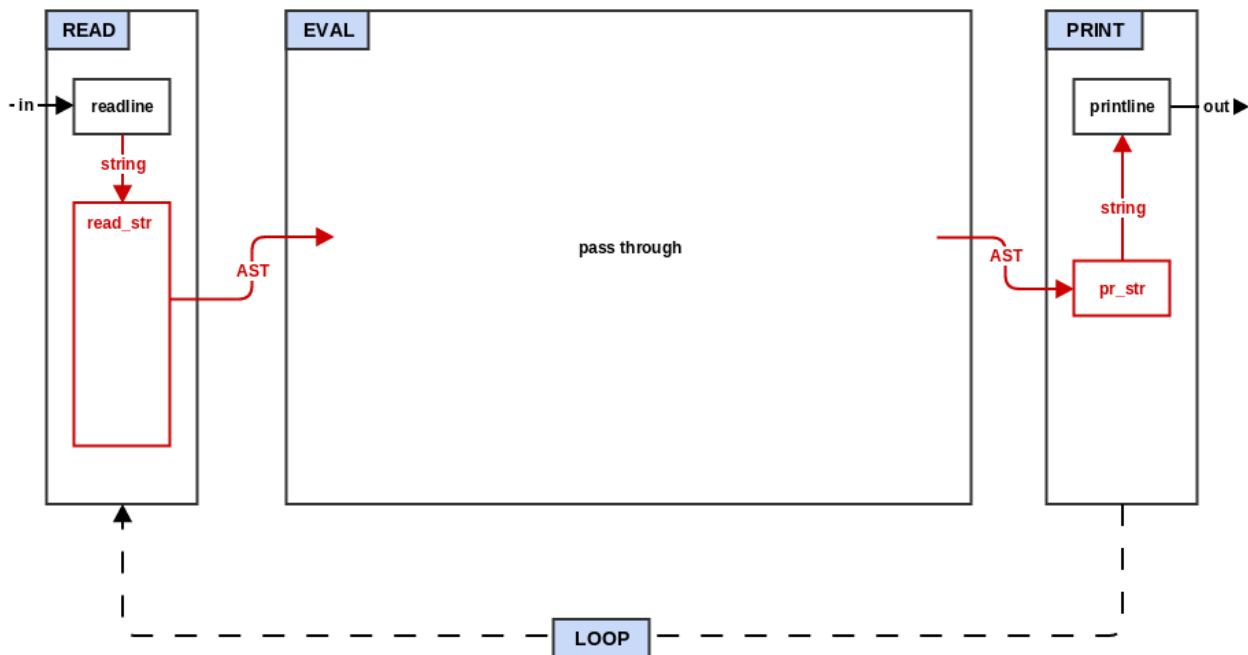 READ
EVAL
PRINT
- in
readline
printline
out
string
read_str
string
pass through
AST
AST
pr_str
LOOP